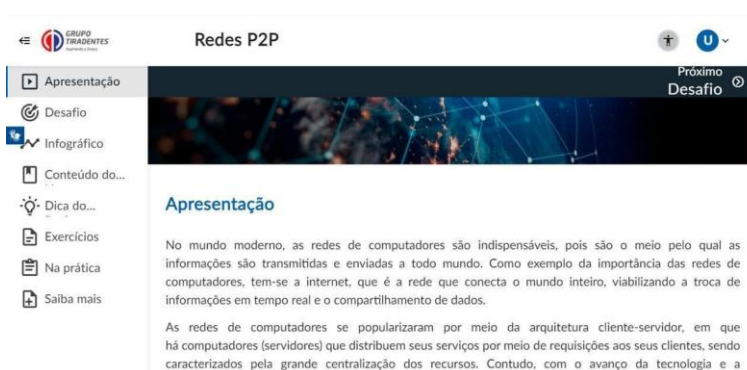 GRUPO
TIRADENTES
Redes P2P
U
Apresentação
Desafio
Infográfico
Conteúdo do...
Dica do...
Exercícios
Na prática
Saiba mais
Próximo
Desafio
Apresentação
No mundo moderno, as redes de computadores são indispensáveis, pois são o meio pelo qual as
informações são transmitidas e enviadas a todo mundo. Como exemplo da importância das redes de
computadores, tem-se a internet, que é a rede que conecta o mundo inteiro, viabilizando a troca de
informações em tempo real e o compartilhamento de dados.
As redes de computadores se popularizaram por meio da arquitetura cliente-servidor, em que
há computadores (servidores) que distribuem seus serviços por meio de requisições aos seus clientes, sendo
caracterizados pela grande centralização dos recursos. Contudo, com o avanço da tecnologia e a